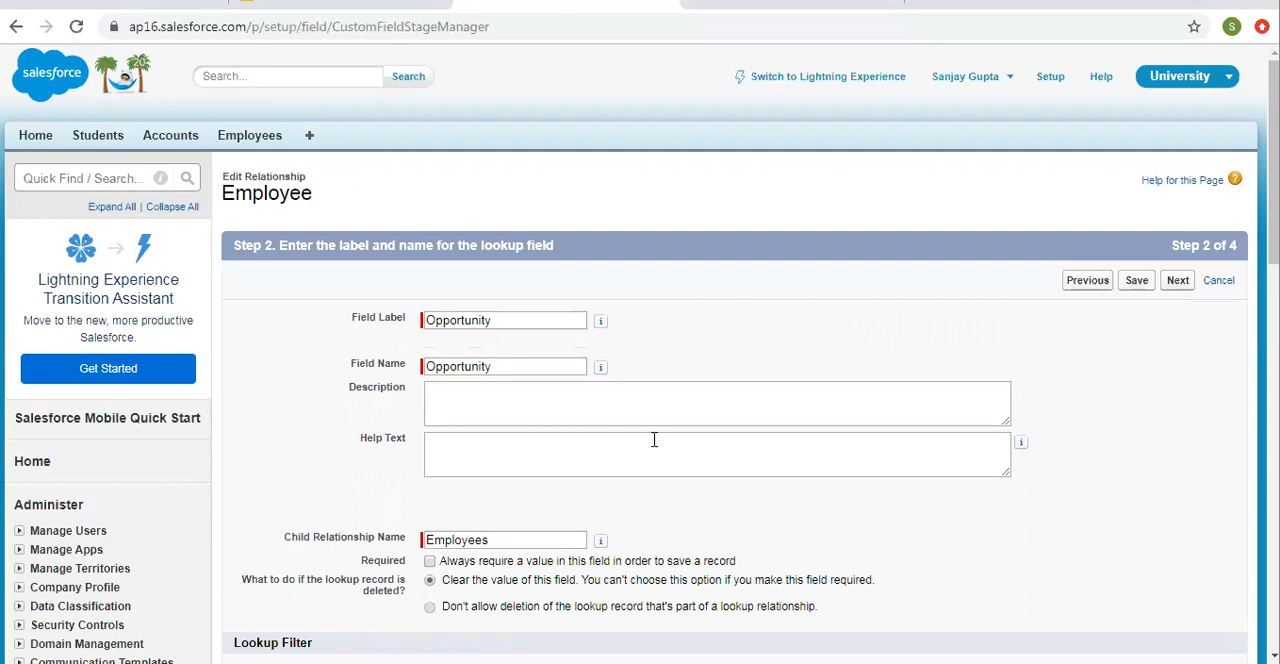 ap16.salesforce.com/p/setup/field/CustomFieldStageManager
S
salesforce
Search...
Search
Switch to Lightning Experience
Sanjay Gupta
Setup
Help
University
Home
Students
Accounts
Employees
+
Quick Find / Search...
Expand All | Collapse All
Lightning Experience
Transition Assistant
Move to the new, more productive
Salesforce.
Get Started
Salesforce Mobile Quick Start
Home
Administer
Manage Users
Manage Apps
Manage Territories
Company Profile
Data Classification
Security Controls
Domain Management
Communication Templates
Edit Relationship
Employee
Help for this Page
Step 2. Enter the label and name for the lookup field
Step 2 of 4
Previous
Save
Next
Cancel
Field Label
Opportunity
Field Name
Opportunity
Description
Help Text
Child Relationship Name
Employees
Required
Always require a value in this field in order to save a record
What to do if the lookup record is
deleted?
Clear the value of this field. You can't choose this option if you make this field required.
Don't allow deletion of the lookup record that's part of a lookup relationship.
Lookup Filter